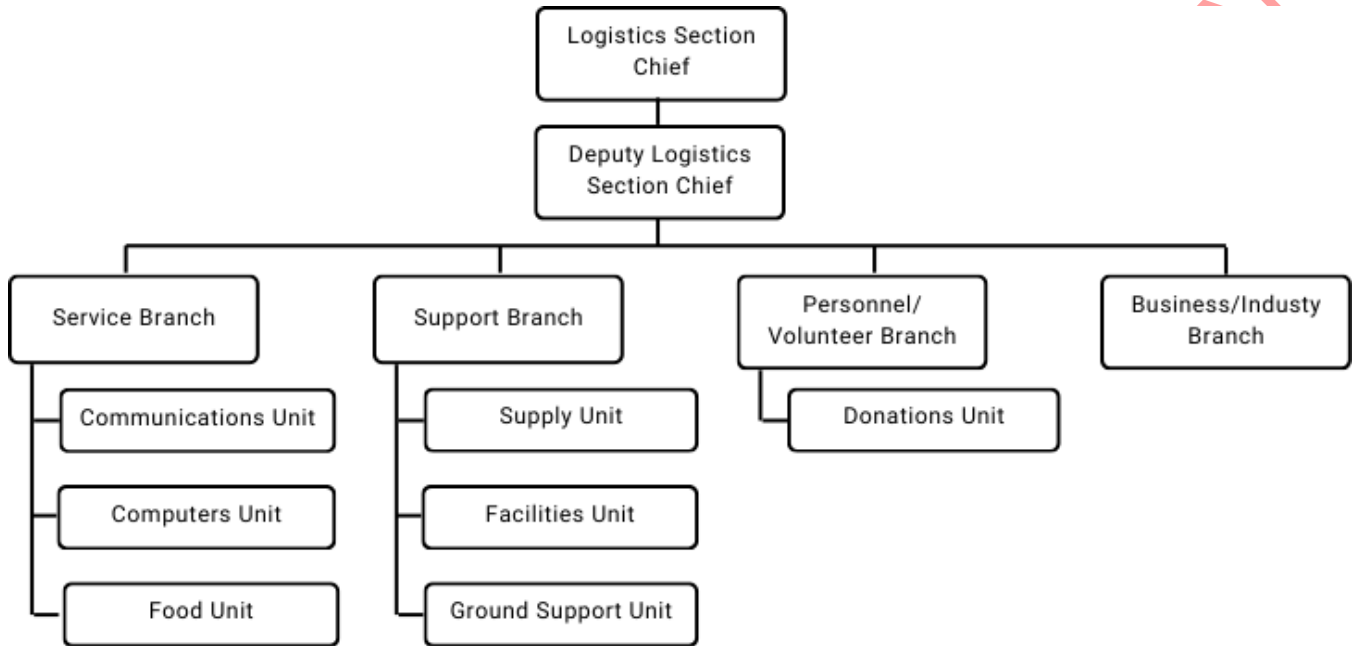 Logistics Section
Chief
Deputy Logistics
Section Chief
Service Branch
Support Branch
Personnel/
Volunteer Branch
Business/Industy
Branch
Communications Unit
Supply Unit
Donations Unit
Computers Unit
Facilities Unit
Food Unit
Ground Support Unit